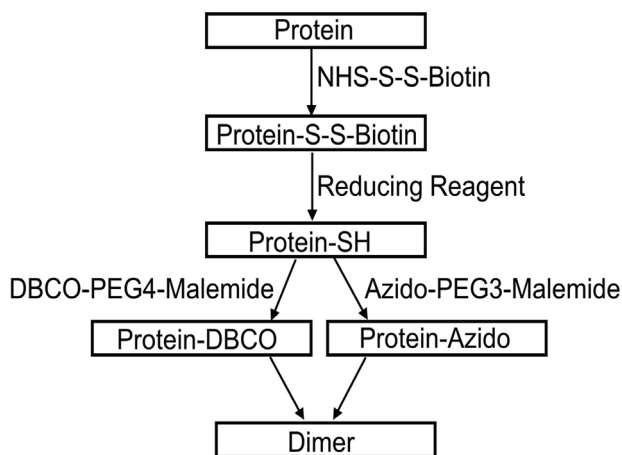 Protein
NHS-S-S-Biotin
Protein-S-S-Biotin
Reducing Reagent
Protein-SH
DBCO-PEG4-Malemide
Azido-PEG3-Malemide
Protein-DBCO
Protein-Azido
Dimer